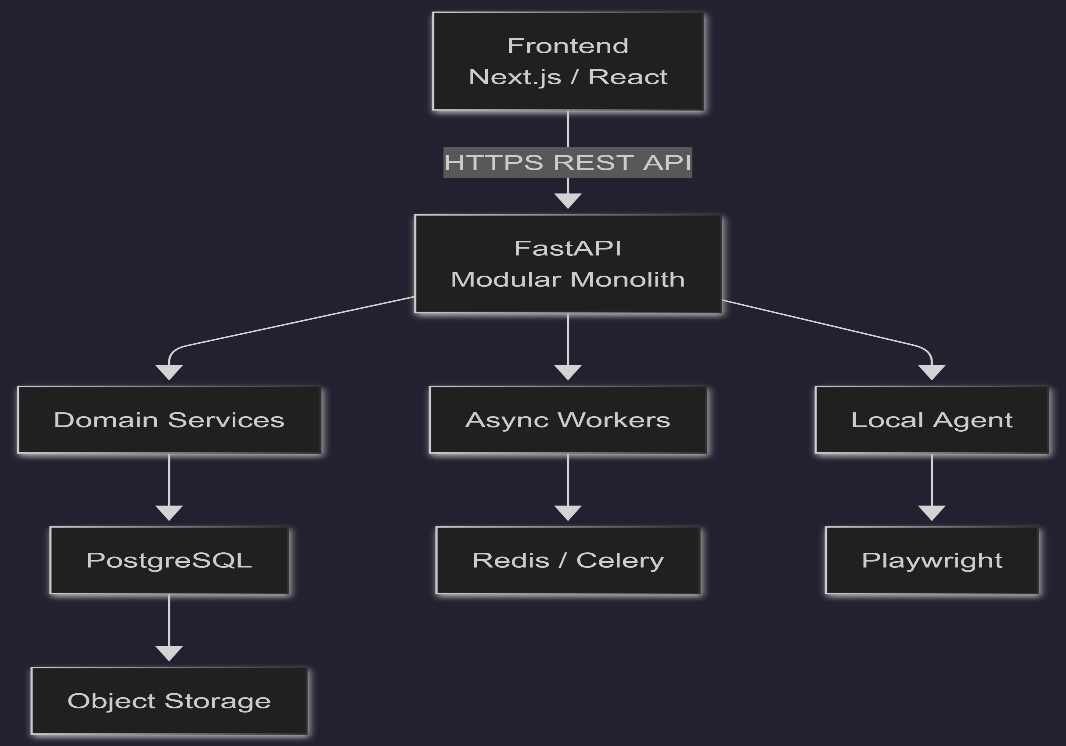 Frontend
Next.js / React
HTTPS REST API
FastAPI
Modular Monolith
Domain Services
Async Workers
Local Agent
PostgreSQL
Redis / Celery
Playwright
Object Storage